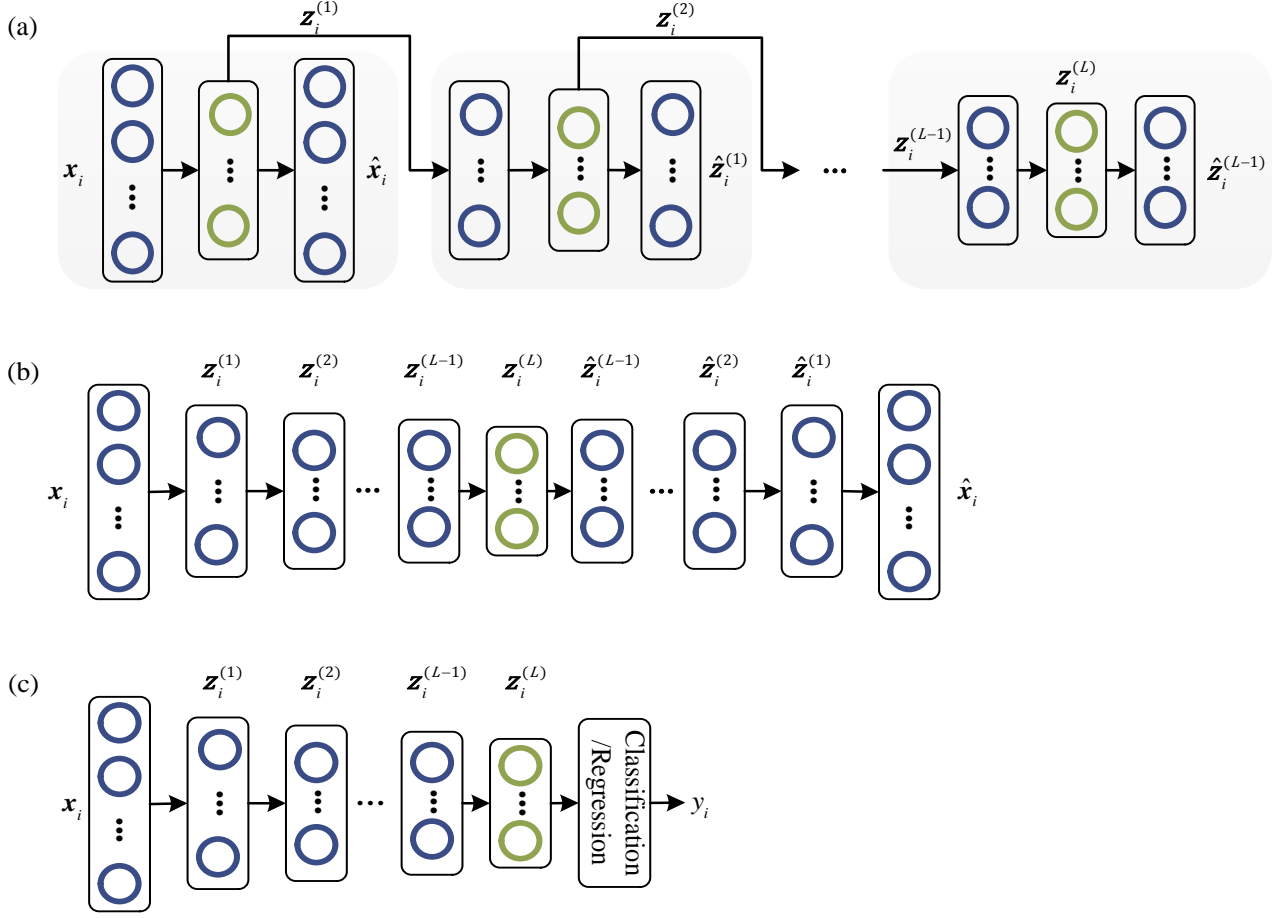 (a)
z_i^(1)
z_i^(2)
z_i^(L)
x_i
x̂_i
ẑ_i^(1)
...
z_i^(L−1)
ẑ_i^(L−1)
(b)
z_i^(1) z_i^(2) z_i^(L−1) z_i^(L) ẑ_i^(L−1) ẑ_i^(2) ẑ_i^(1)
x_i ... ... x̂_i
(c)
z_i^(1) z_i^(2) z_i^(L−1) z_i^(L)
x_i
...
Classification
/Regression
y_i